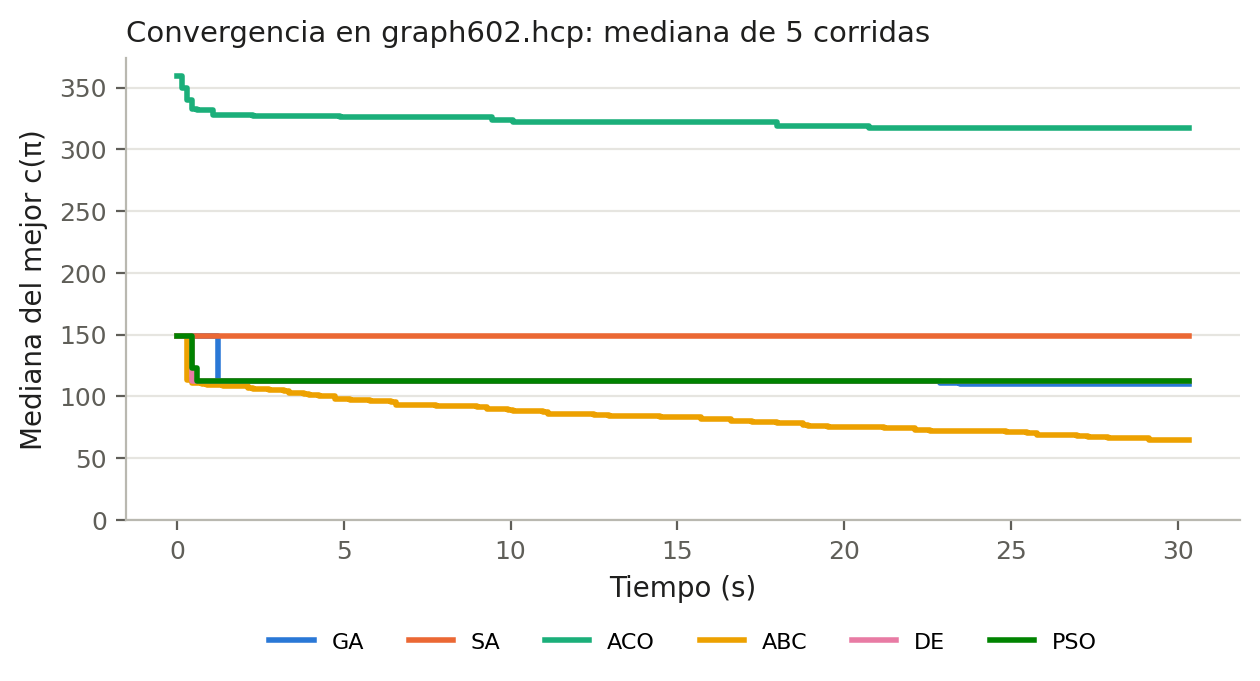 Convergencia en graph602.hcp: mediana de 5 corridas
Mediana del mejor c(π)
350
300
250
200
150
100
50
0
0 5 10 15 20 25 30
Tiempo (s)
GA SA ACO ABC DE PSO